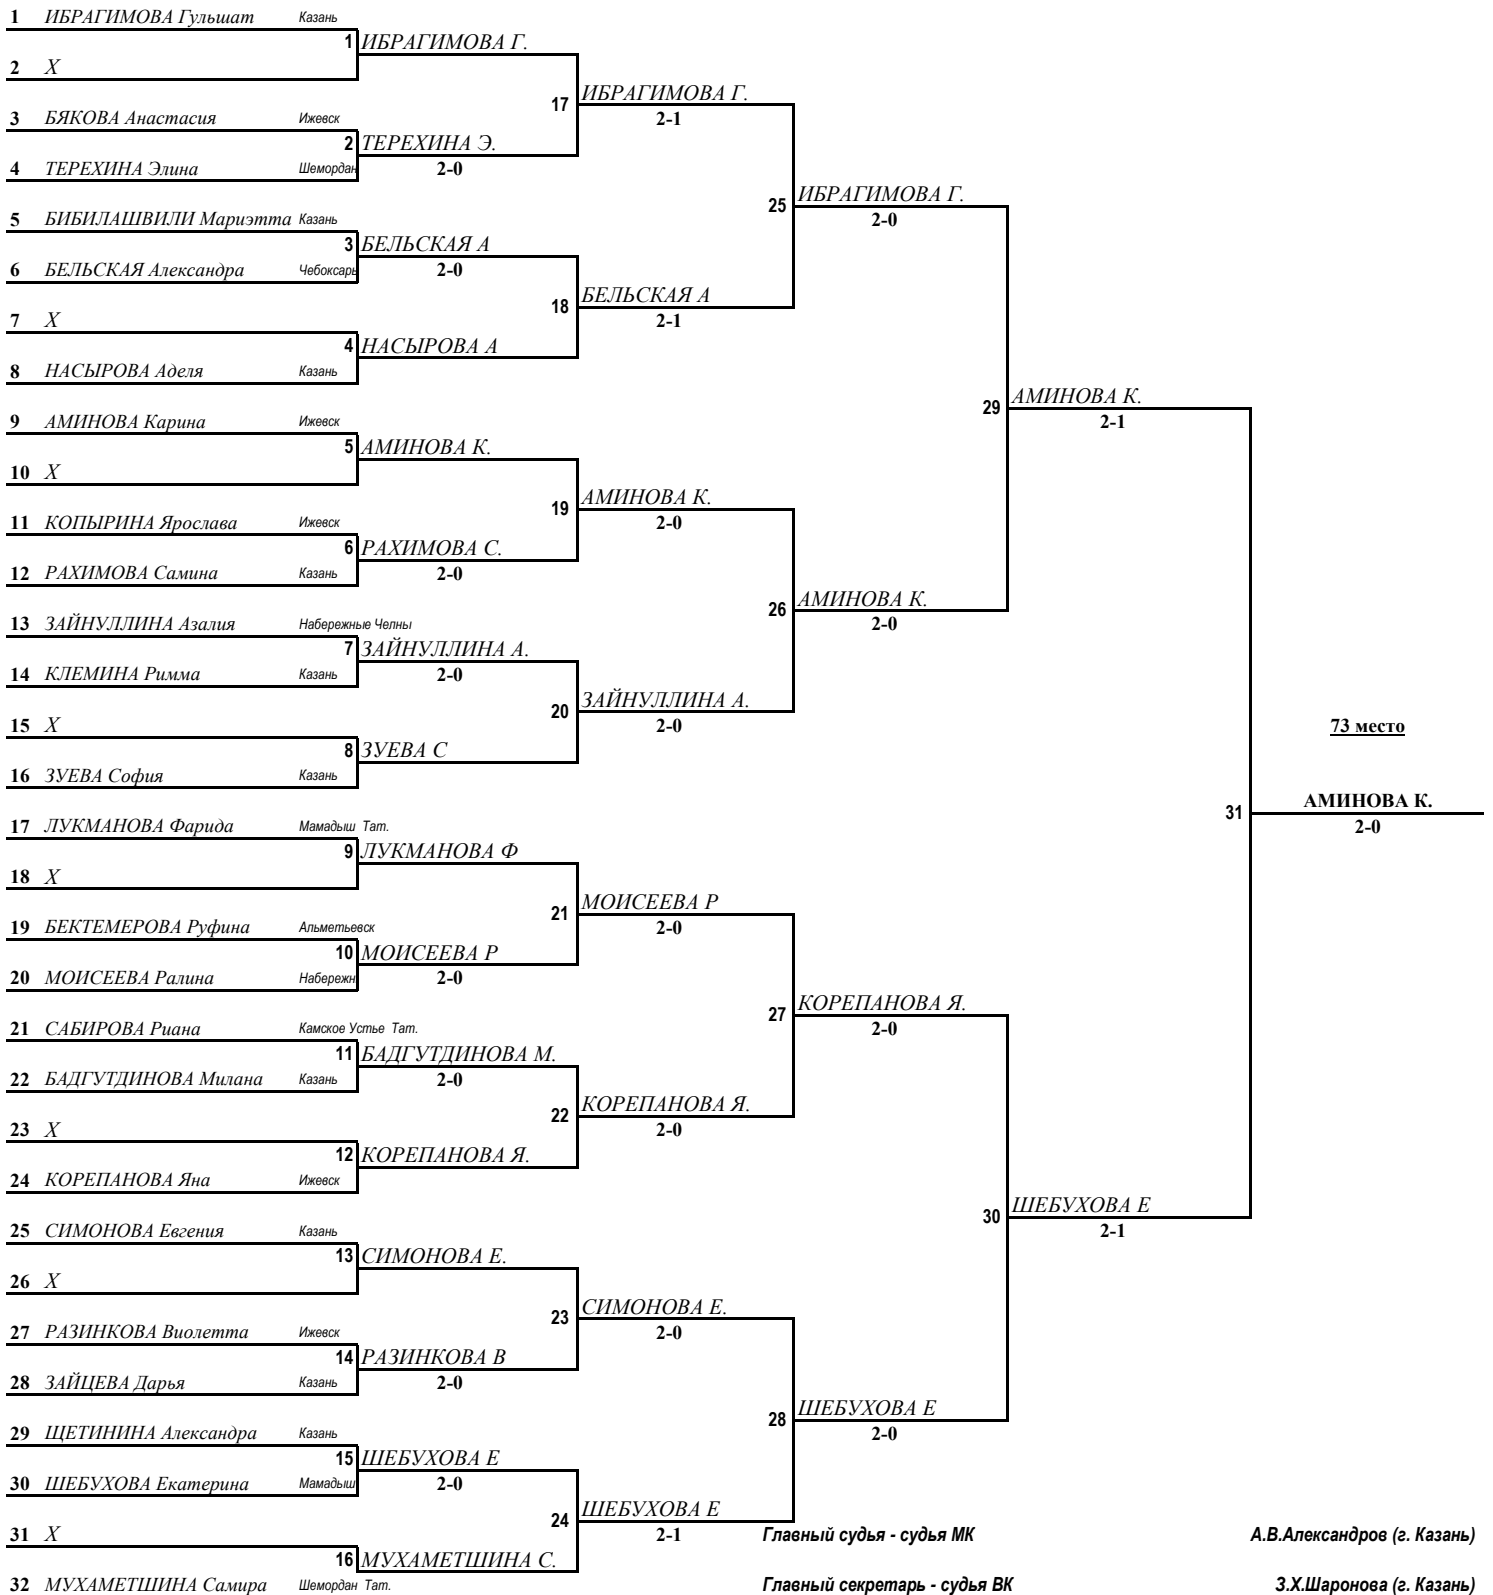 1 ИБРАГИМОВА Гульшат Казань
1 ИБРАГИМОВА Г.
2 X
17 ИБРАГИМОВА Г.
2-1
3 БЯКОВА Анастасия Ижевск
2 ТЕРЕХИНА Э.
4 ТЕРЕХИНА Элина Шемордан
2-0
25 ИБРАГИМОВА Г.
2-0
5 БИБИЛАШВИЛИ Мариэтта Казань
3 БЕЛЬСКАЯ А
6 БЕЛЬСКАЯ Александра Чебоксары
2-0
18 БЕЛЬСКАЯ А
2-1
7 X
4 НАСЫРОВА А
8 НАСЫРОВА Аделя Казань
29 АМИНОВА К.
2-1
9 АМИНОВА Карина Ижевск
5 АМИНОВА К.
10 X
19 АМИНОВА К.
2-0
11 КОПЫРИНА Ярослава Ижевск
6 РАХИМОВА С.
12 РАХИМОВА Самина Казань
2-0
26 АМИНОВА К.
2-0
13 ЗАЙНУЛЛИНА Азалия Набережные Челны
7 ЗАЙНУЛЛИНА А.
14 КЛЕМИНА Римма Казань
2-0
20 ЗАЙНУЛЛИНА А.
2-0
15 X
73 место
8 ЗУЕВА С
16 ЗУЕВА София Казань
31 АМИНОВА К.
2-0
17 ЛУКМАНОВА Фарида Мамадыш Тат.
9 ЛУКМАНОВА Ф
18 X
21 МОИСЕЕВА Р
2-0
19 БЕКТЕМЕРОВА Руфина Альметьевск
10 МОИСЕЕВА Р
20 МОИСЕЕВА Ралина Набережн
2-0
27 КОРЕПАНОВА Я.
2-0
21 САБИРОВА Риана Камское Устье Тат.
11 БАДГУТДИНОВА М.
22 БАДГУТДИНОВА Милана Казань
2-0
22 КОРЕПАНОВА Я.
2-0
23 X
12 КОРЕПАНОВА Я.
24 КОРЕПАНОВА Яна Ижевск
30 ШЕБУХОВА Е
2-1
25 СИМОНОВА Евгения Казань
13 СИМОНОВА Е.
26 X
23 СИМОНОВА Е.
2-0
27 РАЗИНКОВА Виолетта Ижевск
14 РАЗИНКОВА В
28 ЗАЙЦЕВА Дарья Казань
2-0
28 ШЕБУХОВА Е
2-0
29 ЩЕТИНИНА Александра Казань
15 ШЕБУХОВА Е
30 ШЕБУХОВА Екатерина Мамадыш
2-0
24 ШЕБУХОВА Е
2-1
31 X
Главный судья - судья МК А.В.Александров (г. Казань)
16 МУХАМЕТШИНА С.
32 МУХАМЕТШИНА Самира Шемордан Тат.
Главный секретарь - судья ВК З.Х.Шаронова (г. Казань)